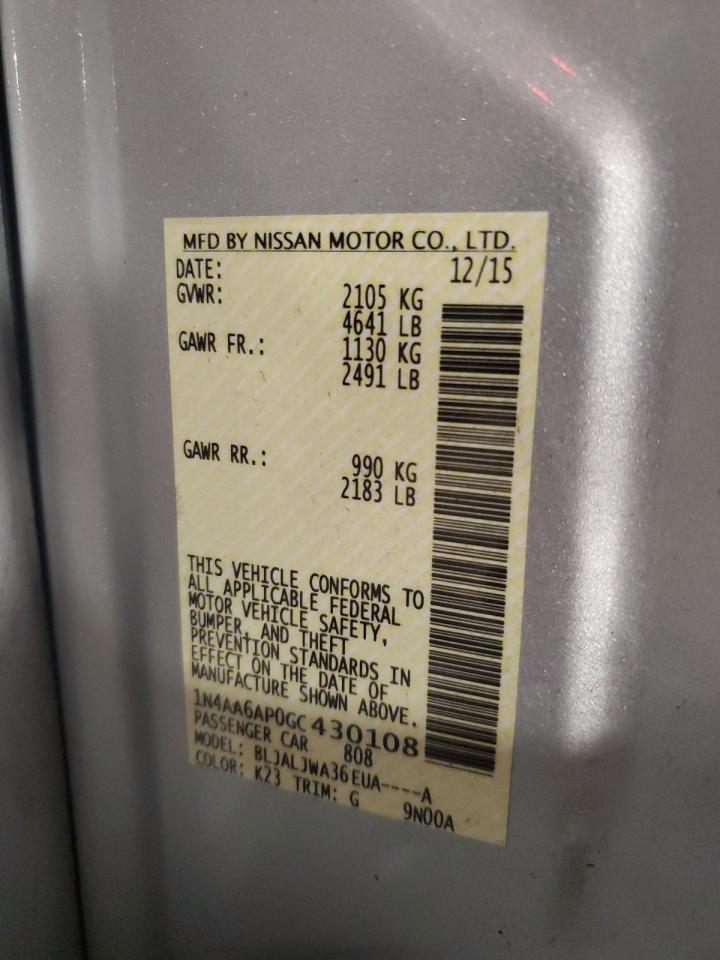 MFD BY NISSAN MOTOR CO., LTD.
DATE: 12/15
GVWR: 2105 KG
4641 LB
GAWR FR.: 1130 KG
2491 LB
GAWR RR.: 990 KG
2183 LB
THIS VEHICLE CONFORMS TO
ALL APPLICABLE FEDERAL
MOTOR VEHICLE SAFETY,
BUMPER, AND THEFT
PREVENTION STANDARDS IN
EFFECT ON THE DATE OF
MANUFACTURE SHOWN ABOVE.
1N4AA6AP0GC430108
PASSENGER CAR 808
MODEL: BLJALJWA36EUA----A
COLOR: K23 TRIM: G 9N00A